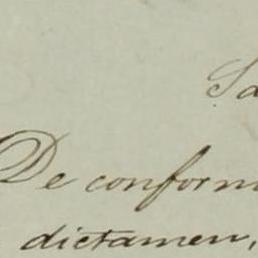 Sa
De conform
dictamen,